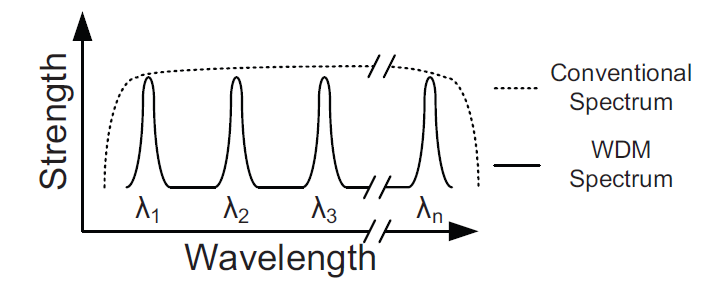 Strength
Conventional
Spectrum
WDM
Spectrum
λ1 λ2 λ3 λn
Wavelength